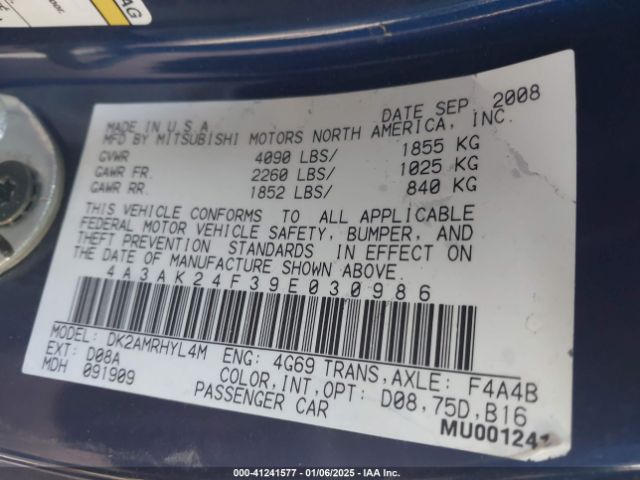 4G
MADE IN U.S.A. DATE SEP 2008
MFD BY MITSUBISHI MOTORS NORTH AMERICA, INC.
GVWR 4090 LBS/ 1855 KG
GAWR FR. 2260 LBS/ 1025 KG
GAWR RR. 1852 LBS/ 840 KG
THIS VEHICLE CONFORMS TO ALL APPLICABLE
FEDERAL MOTOR VEHICLE SAFETY, BUMPER, AND
THEFT PREVENTION STANDARDS IN EFFECT ON
THE DATE OF MANUFACTURE SHOWN ABOVE.
4A3AK24F39E030986
MODEL: DK2AMRHYL4M ENG: 4G69 TRANS,AXLE: F4A4B
EXT: D08A COLOR,INT,OPT: D08,75D,B16
MDH 091909 PASSENGER CAR
MU00124
000-41241577 - 01/06/2025 - IAA Inc.